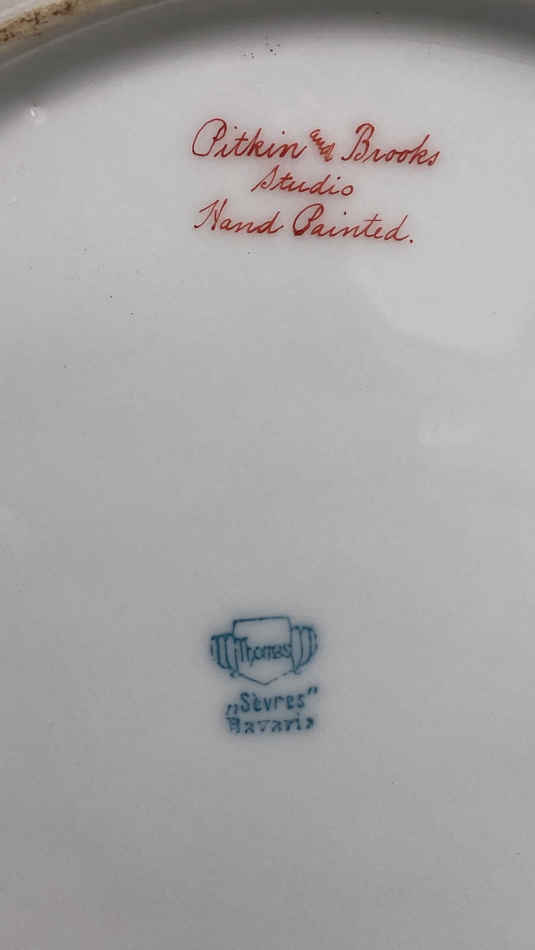 Pitkin and Brooks
Studio
Hand Painted.
Thomas
„Sèvres"
Bavaria